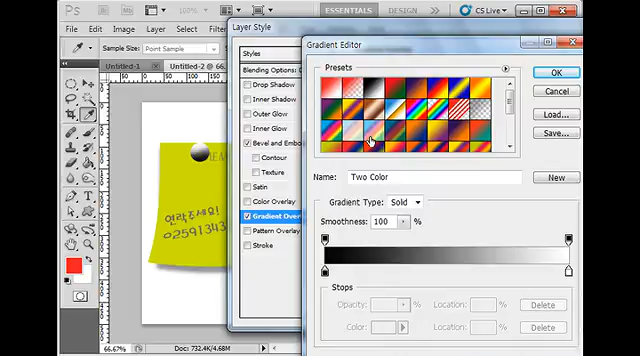 Ps
ESSENTIALS
DESIGN
»
CS Live
File
Edit
Image
Layer
Select
Sample Size:
Point Sample
Layer Style
Gradient Editor
Untitled-1
Untitled-2 @ 66.
Styles
Blending Options:
Drop Shadow
Inner Shadow
Outer Glow
Inner Glow
Bevel and Embo
Contour
Texture
Satin
Color Overlay
Gradient Over
Pattern Overlay
Stroke
Presets
OK
Cancel
Load...
Save...
Name:
Two Color
New
Gradient Type:
Solid
Smoothness:
100
%
Stops
Opacity:
%
Location:
%
Delete
Color:
Location:
%
Delete
연락주세요!
02591343
66.67%
Doc: 732.4K/4.68M